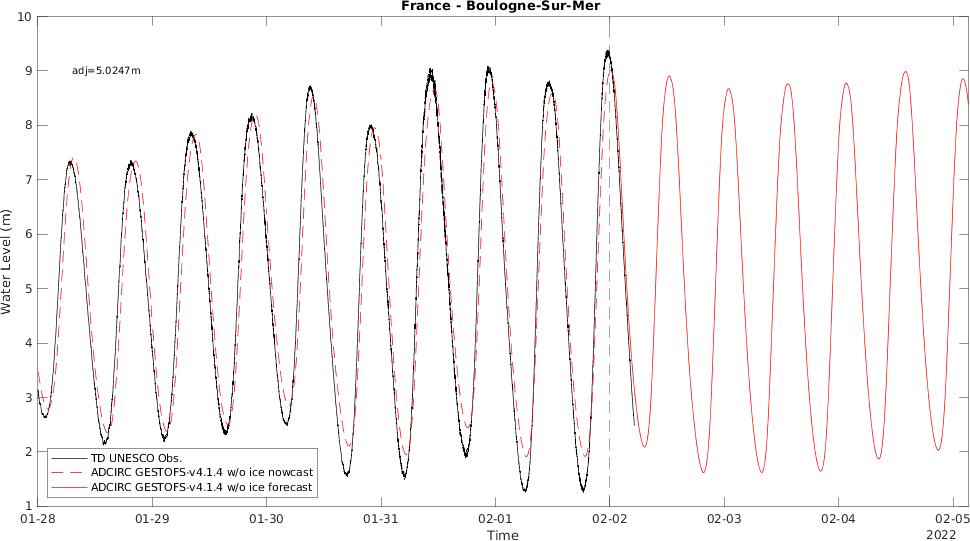 France - Boulogne-Sur-Mer
10
9
8
7
6
5
4
3
2
1
Water Level (m)
adj=5.0247m
TD UNESCO Obs.
ADCIRC GESTOFS-v4.1.4 w/o ice nowcast
ADCIRC GESTOFS-v4.1.4 w/o ice forecast
01-28 01-29 01-30 01-31 02-01 02-02 02-03 02-04 02-05
Time
2022